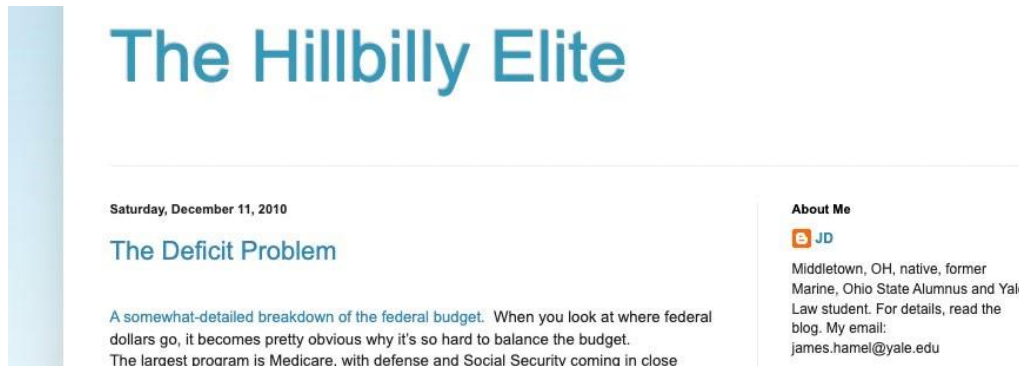 The Hillbilly Elite
Saturday, December 11, 2010
The Deficit Problem
A somewhat-detailed breakdown of the federal budget. When you look at where federal
dollars go, it becomes pretty obvious why it's so hard to balance the budget.
The largest program is Medicare, with defense and Social Security coming in close
About Me
JD
Middletown, OH, native, former
Marine, Ohio State Alumnus and Yale
Law student. For details, read the
blog. My email:
james.hamel@yale.edu